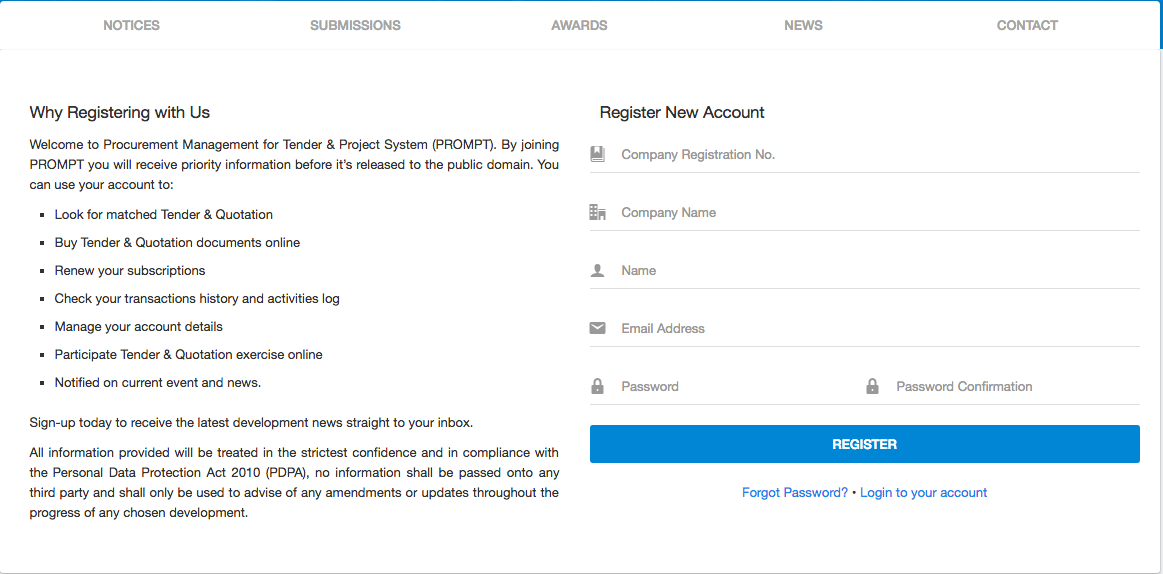 NOTICES SUBMISSIONS AWARDS NEWS CONTACT
Why Registering with Us
Welcome to Procurement Management for Tender & Project System (PROMPT). By joining
PROMPT you will receive priority information before it's released to the public domain. You
can use your account to:
▪ Look for matched Tender & Quotation
▪ Buy Tender & Quotation documents online
▪ Renew your subscriptions
▪ Check your transactions history and activities log
▪ Manage your account details
▪ Participate Tender & Quotation exercise online
▪ Notified on current event and news.
Sign-up today to receive the latest development news straight to your inbox.
All information provided will be treated in the strictest confidence and in compliance with
the Personal Data Protection Act 2010 (PDPA), no information shall be passed onto any
third party and shall only be used to advise of any amendments or updates throughout the
progress of any chosen development.
Register New Account
Company Registration No.
Company Name
Name
Email Address
Password Password Confirmation
REGISTER
Forgot Password? • Login to your account